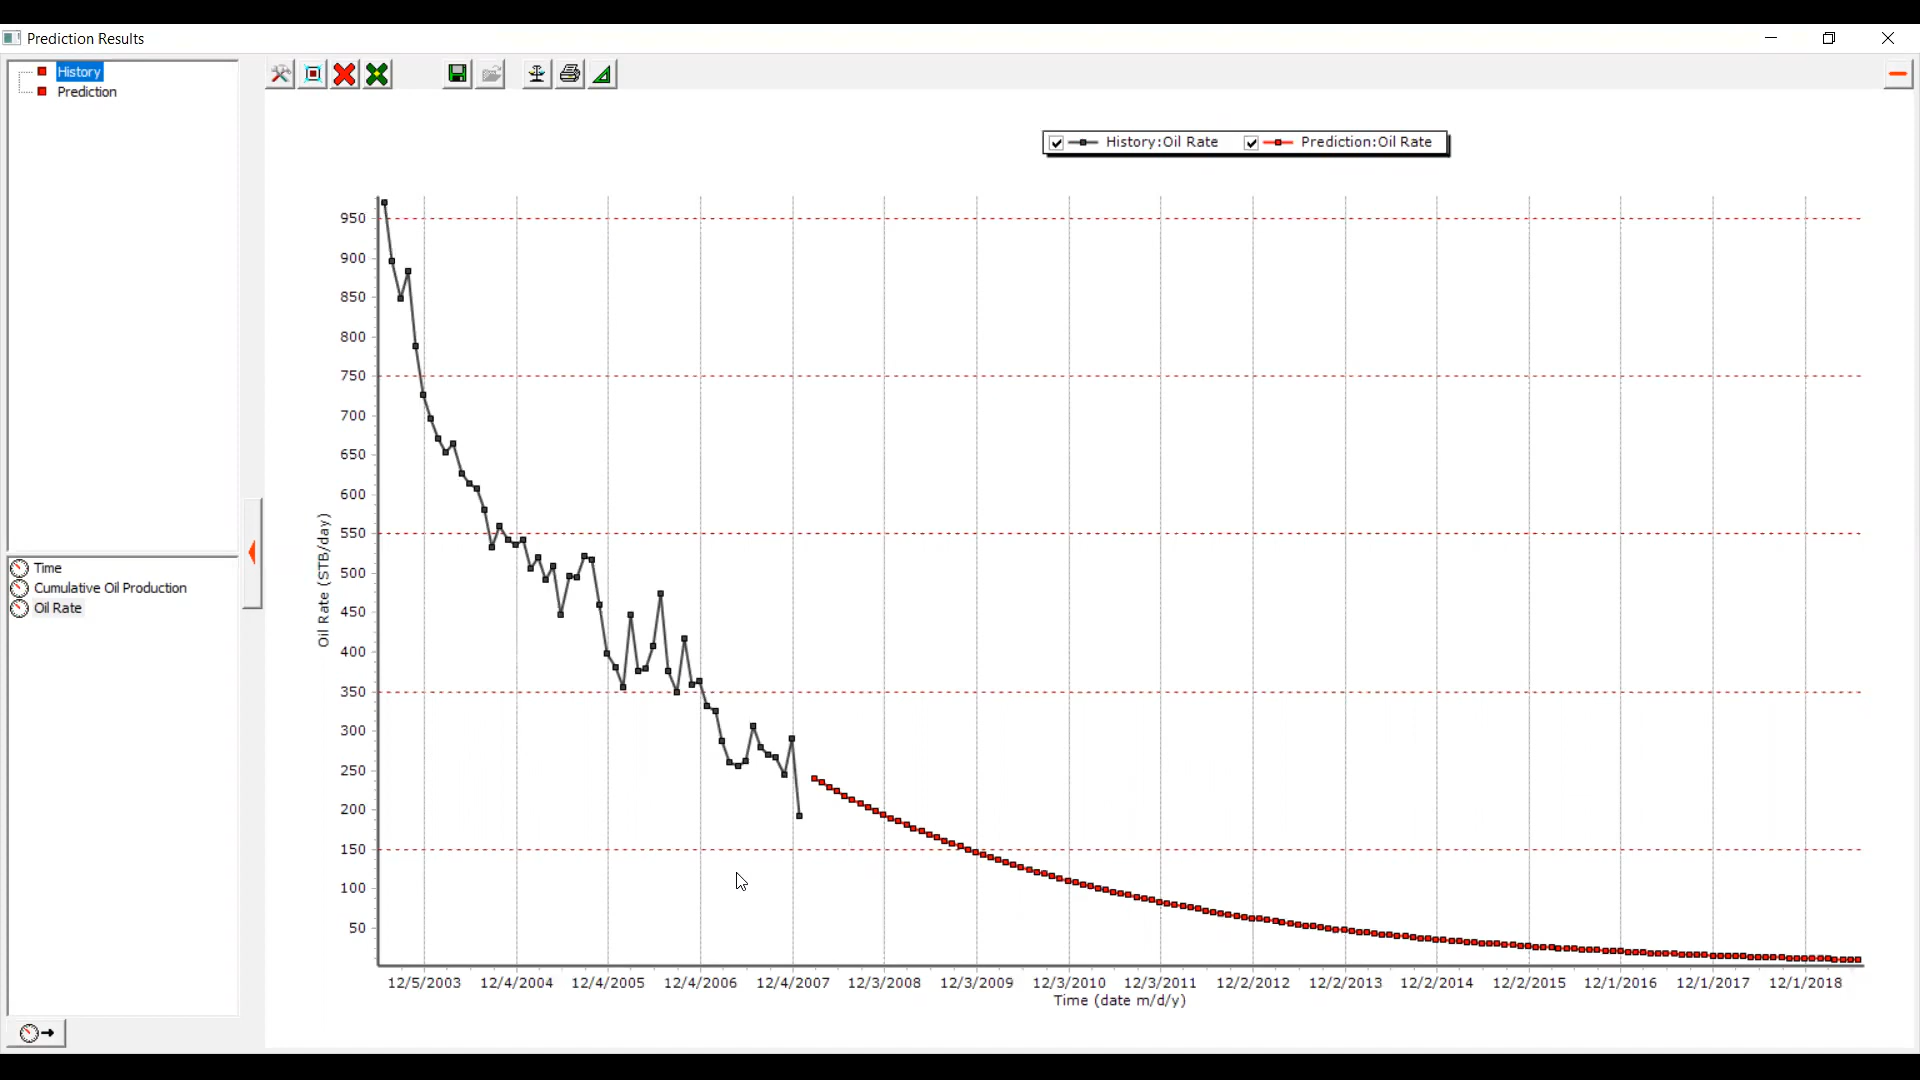 Prediction Results
History
Prediction
History:Oil Rate
Prediction:Oil Rate
950
900
850
800
750
700
650
600
550
500
450
400
350
300
250
200
150
100
50
Oil Rate (STB/day)
Time
Cumulative Oil Production
Oil Rate
12/5/2003 12/4/2004 12/4/2005 12/4/2006 12/4/2007 12/3/2008 12/3/2009 12/3/2010 12/3/2011 12/2/2012 12/2/2013 12/2/2014 12/2/2015 12/1/2016 12/1/2017 12/1/2018
Time (date m/d/y)